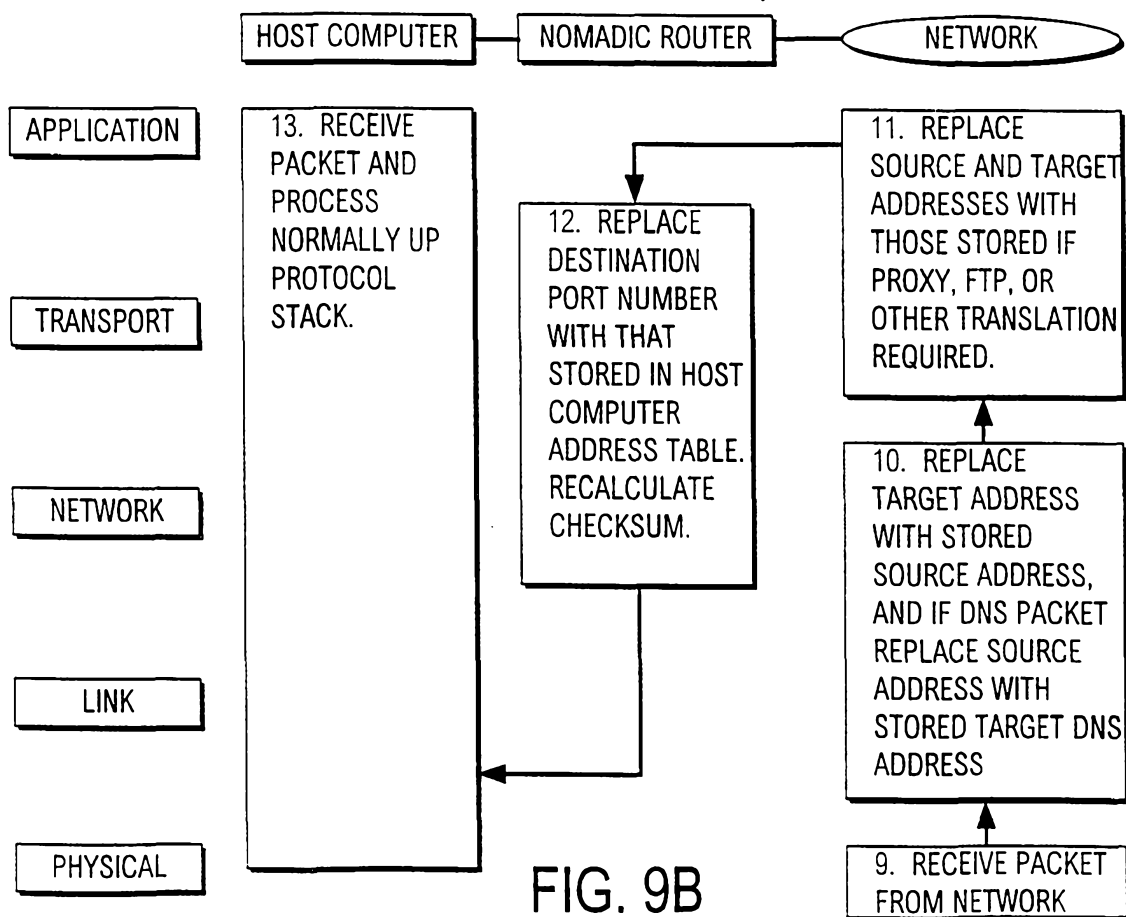 HOST COMPUTER
NOMADIC ROUTER
NETWORK
APPLICATION
TRANSPORT
NETWORK
LINK
PHYSICAL
13. RECEIVE
PACKET AND
PROCESS
NORMALLY UP
PROTOCOL
STACK.
12. REPLACE
DESTINATION
PORT NUMBER
WITH THAT
STORED IN HOST
COMPUTER
ADDRESS TABLE.
RECALCULATE
CHECKSUM.
11. REPLACE
SOURCE AND TARGET
ADDRESSES WITH
THOSE STORED IF
PROXY, FTP, OR
OTHER TRANSLATION
REQUIRED.
10. REPLACE
TARGET ADDRESS
WITH STORED
SOURCE ADDRESS,
AND IF DNS PACKET
REPLACE SOURCE
ADDRESS WITH
STORED TARGET DNS
ADDRESS
9. RECEIVE PACKET
FROM NETWORK
FIG. 9B